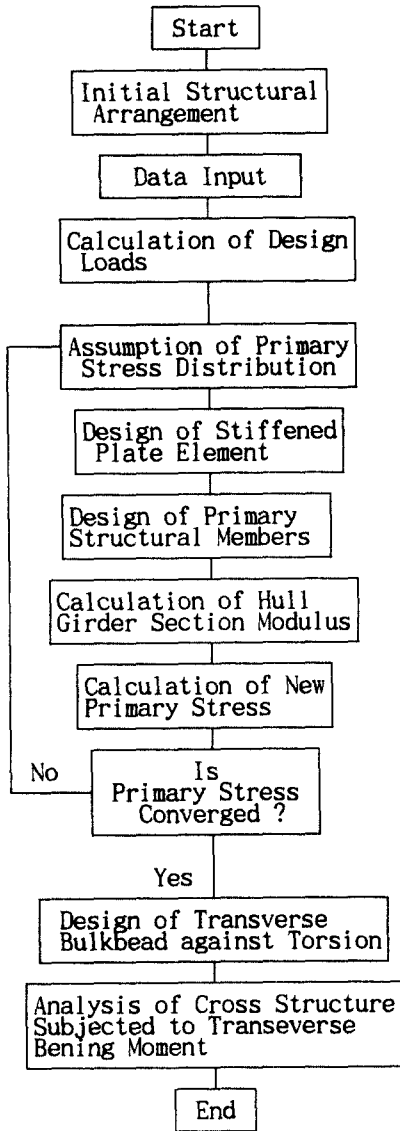 Start
Initial Structural
Arrangement
Data Input
Calculation of Design
Loads
Assumption of Primary
Stress Distribution
Design of Stiffened
Plate Element
Design of Primary
Structural Members
Calculation of Hull
Girder Section Modulus
Calculation of New
Primary Stress
No
Is
Primary Stress
Converged ?
Yes
Design of Transverse
Bulkbead against Torsion
Analysis of Cross Structure
Subjected to Transeverse
Bening Moment
End